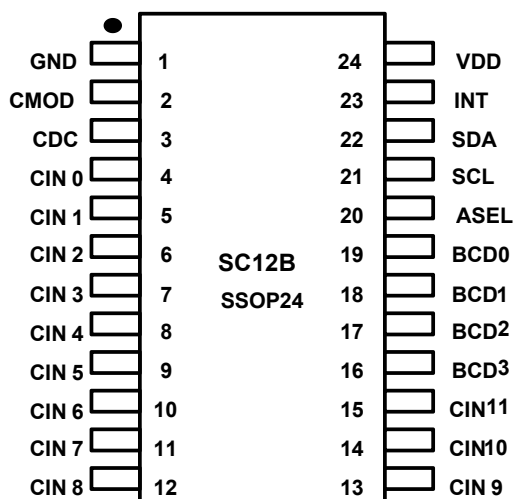 GND 1 24 VDD
CMOD 2 23 INT
CDC 3 22 SDA
CIN 0 4 21 SCL
CIN 1 5 20 ASEL
CIN 2 6 19 BCD0
SC12B
CIN 3 7 18 BCD1
SSOP24
CIN 4 8 17 BCD2
CIN 5 9 16 BCD3
CIN 6 10 15 CIN11
CIN 7 11 14 CIN10
CIN 8 12 13 CIN 9